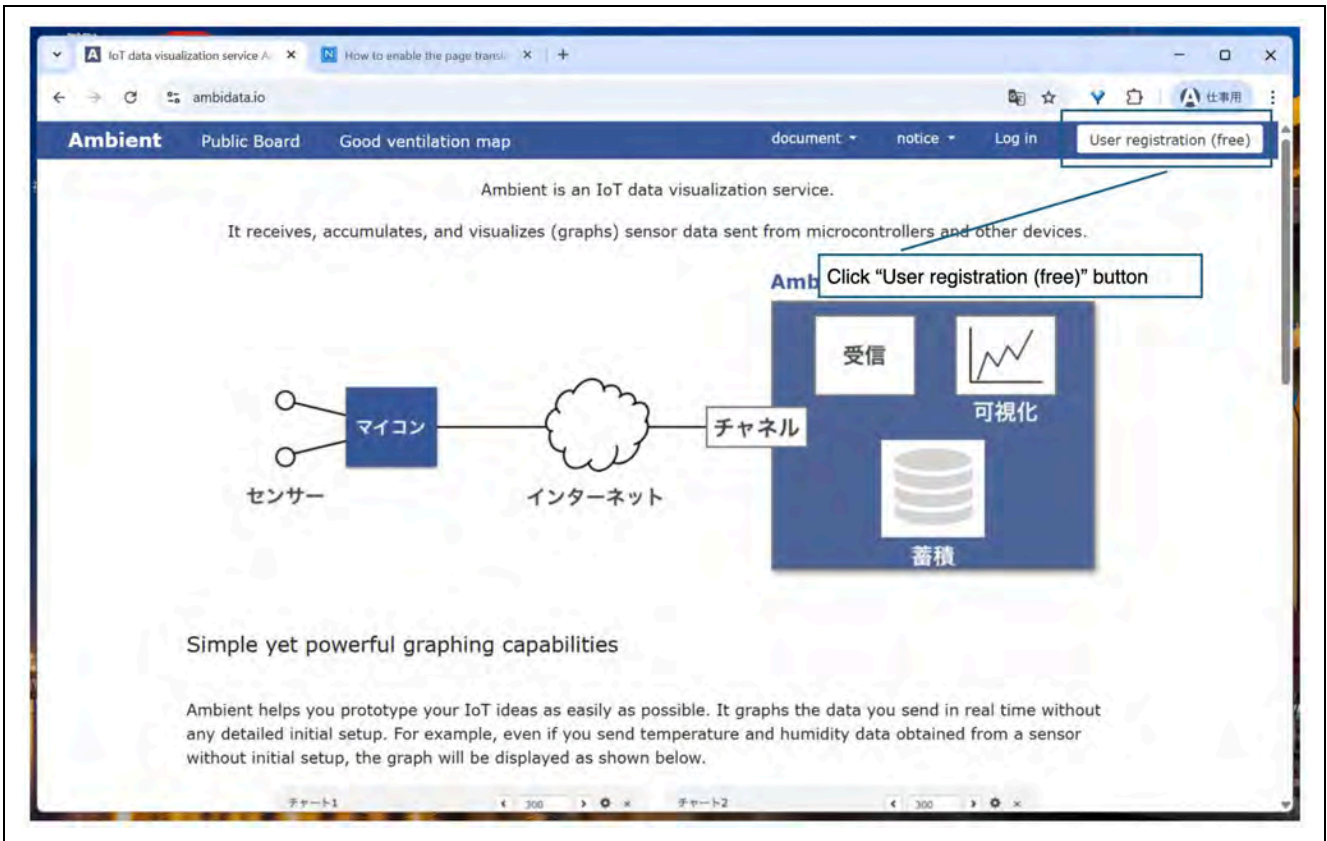 IoT data visualization service A
How to enable the page transl
ambidata.io
仕事用
Ambient
Public Board
Good ventilation map
document
notice
Log in
User registration (free)
Ambient is an IoT data visualization service.
It receives, accumulates, and visualizes (graphs) sensor data sent from microcontrollers and other devices.
Amb
Click “User registration (free)” button
受信
可視化
マイコン
チャネル
センサー
インターネット
蓄積
Simple yet powerful graphing capabilities
Ambient helps you prototype your IoT ideas as easily as possible. It graphs the data you send in real time without
any detailed initial setup. For example, even if you send temperature and humidity data obtained from a sensor
without initial setup, the graph will be displayed as shown below.
チャート1
300
チャート2
300